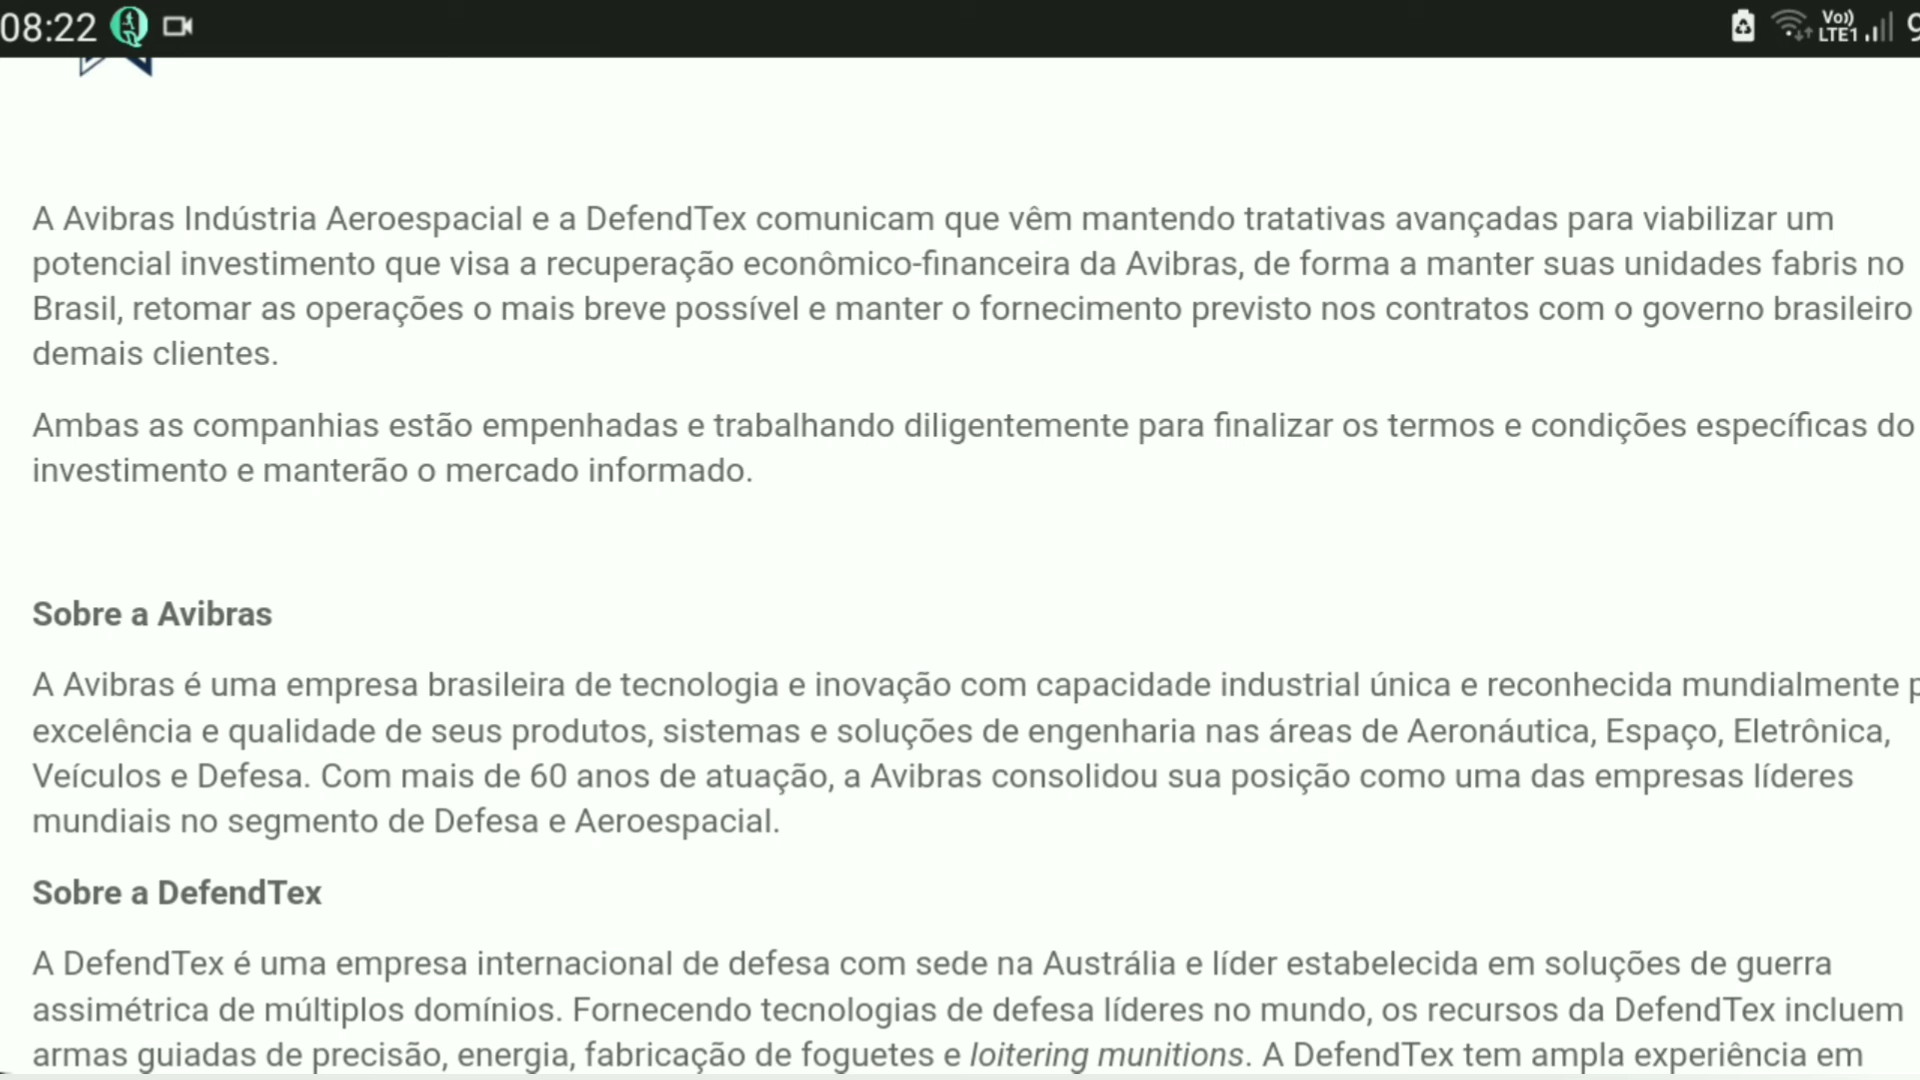 08:22
Vo))
LTE1
A Avibras Indústria Aeroespacial e a DefendTex comunicam que vêm mantendo tratativas avançadas para viabilizar um
potencial investimento que visa a recuperação econômico-financeira da Avibras, de forma a manter suas unidades fabris no
Brasil, retomar as operações o mais breve possível e manter o fornecimento previsto nos contratos com o governo brasileiro
demais clientes.
Ambas as companhias estão empenhadas e trabalhando diligentemente para finalizar os termos e condições específicas do
investimento e manterão o mercado informado.
Sobre a Avibras
A Avibras é uma empresa brasileira de tecnologia e inovação com capacidade industrial única e reconhecida mundialmente
excelência e qualidade de seus produtos, sistemas e soluções de engenharia nas áreas de Aeronáutica, Espaço, Eletrônica,
Veículos e Defesa. Com mais de 60 anos de atuação, a Avibras consolidou sua posição como uma das empresas líderes
mundiais no segmento de Defesa e Aeroespacial.
Sobre a DefendTex
A DefendTex é uma empresa internacional de defesa com sede na Austrália e líder estabelecida em soluções de guerra
assimétrica de múltiplos domínios. Fornecendo tecnologias de defesa líderes no mundo, os recursos da DefendTex incluem
armas guiadas de precisão, energia, fabricação de foguetes e loitering munitions. A DefendTex tem ampla experiência em